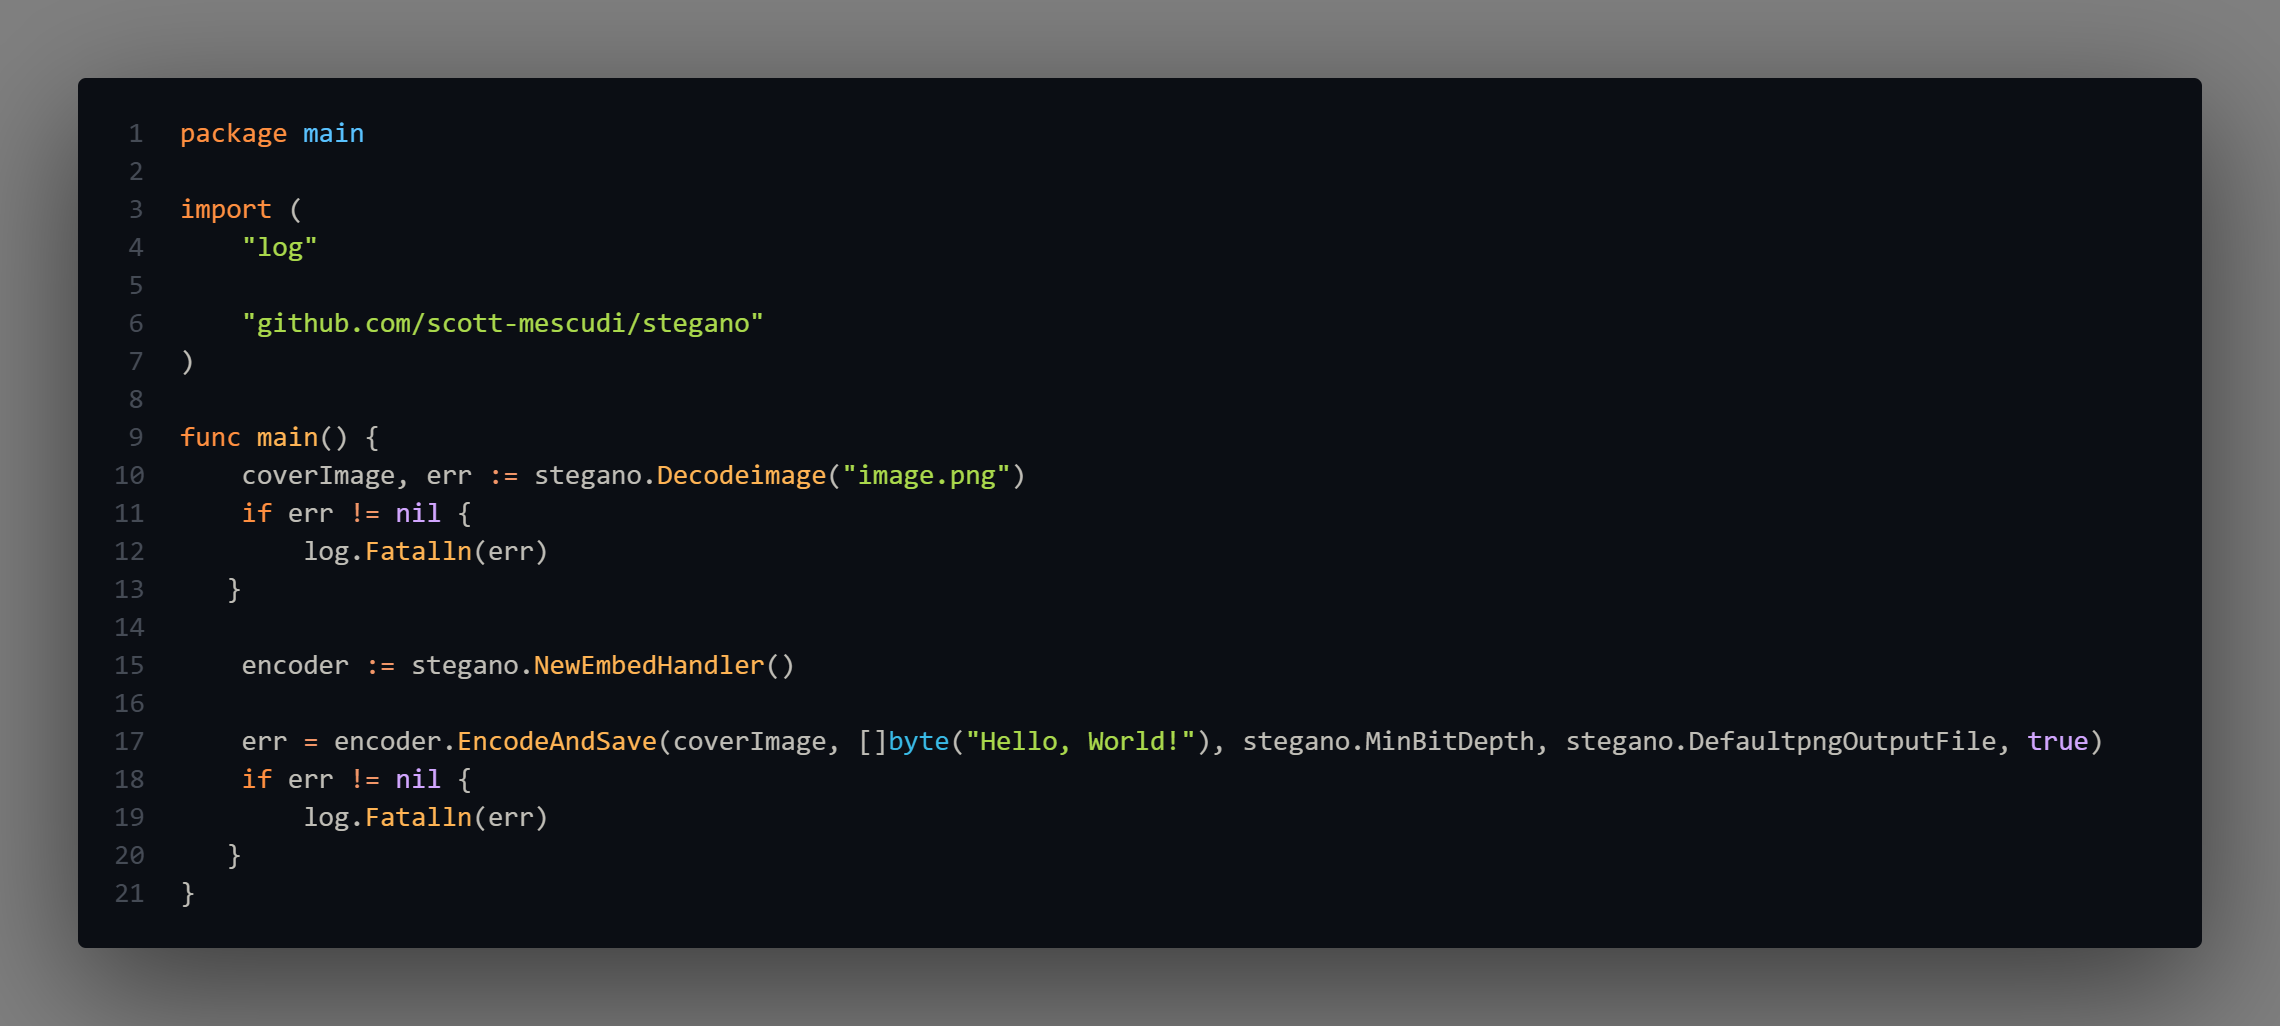 1 package main
2
3 import (
4     "log"
5
6     "github.com/scott-mescudi/stegano"
7 )
8
9 func main() {
10     coverImage, err := stegano.Decodeimage("image.png")
11     if err != nil {
12         log.Fatalln(err)
13    }
14
15     encoder := stegano.NewEmbedHandler()
16
17     err = encoder.EncodeAndSave(coverImage, []byte("Hello, World!"), stegano.MinBitDepth, stegano.DefaultpngOutputFile, true)
18     if err != nil {
19         log.Fatalln(err)
20    }
21 }